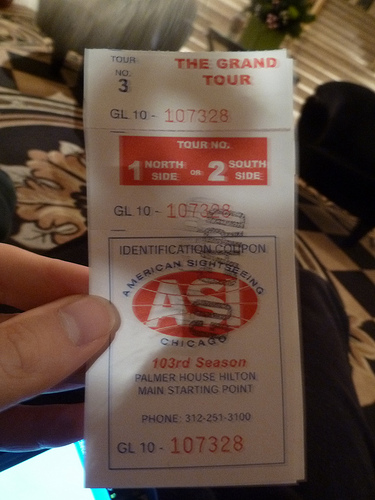 TOUR
NO.
3
THE GRAND
TOUR
GL 10 - 107328
TOUR NO.
1 NORTH SIDE OR 2 SOUTH SIDE
GL 10 - 107328
IDENTIFICATION COUPON
AMERICAN SIGHTSEEING
ASI
CHICAGO
103rd Season
PALMER HOUSE HILTON
MAIN STARTING POINT
PHONE: 312-251-3100
GL 10 - 107328